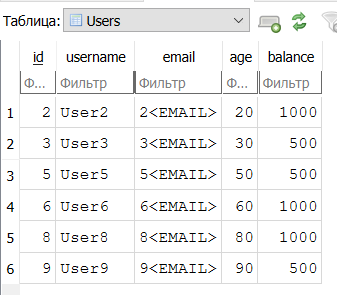 Таблица: Users
id username email age balance
Ф... Фильтр Фильтр Ф... Фильтр
1 2 User2 2<EMAIL> 20 1000
2 3 User3 3<EMAIL> 30 500
3 5 User5 5<EMAIL> 50 500
4 6 User6 6<EMAIL> 60 1000
5 8 User8 8<EMAIL> 80 1000
6 9 User9 9<EMAIL> 90 500